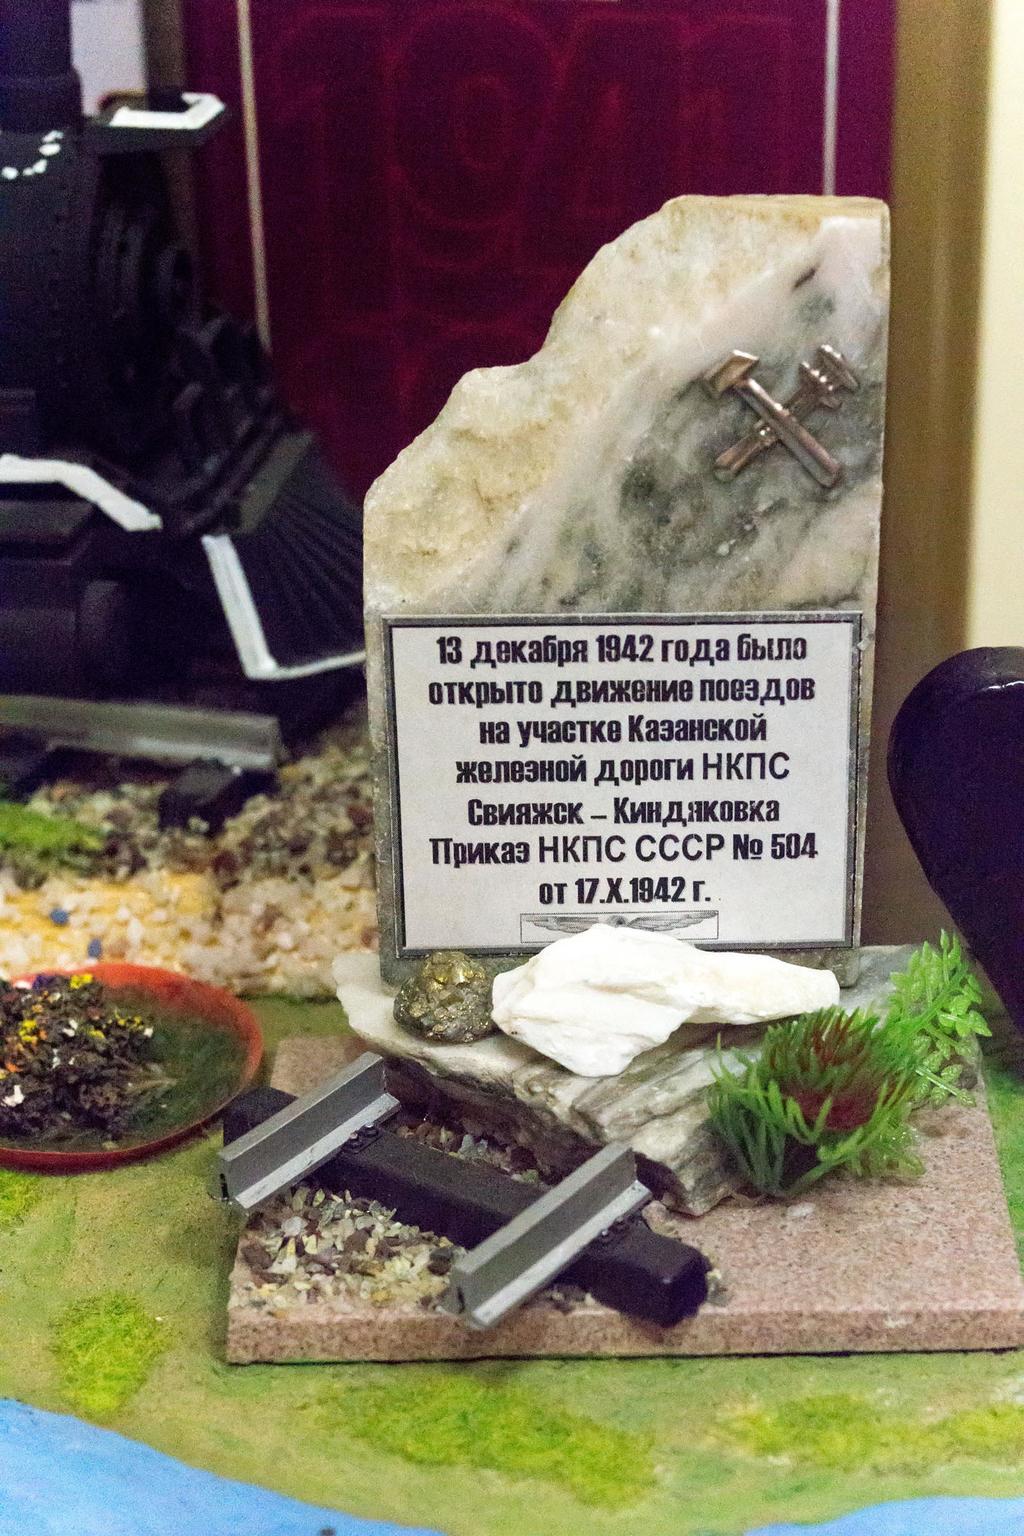 1941
13 декабря 1942 года было
открыто движение поездов
на участке Казанской
железной дороги НКПС
Свияжск – Киндяковка
Приказ НКПС СССР № 504
от 17.X.1942 г.